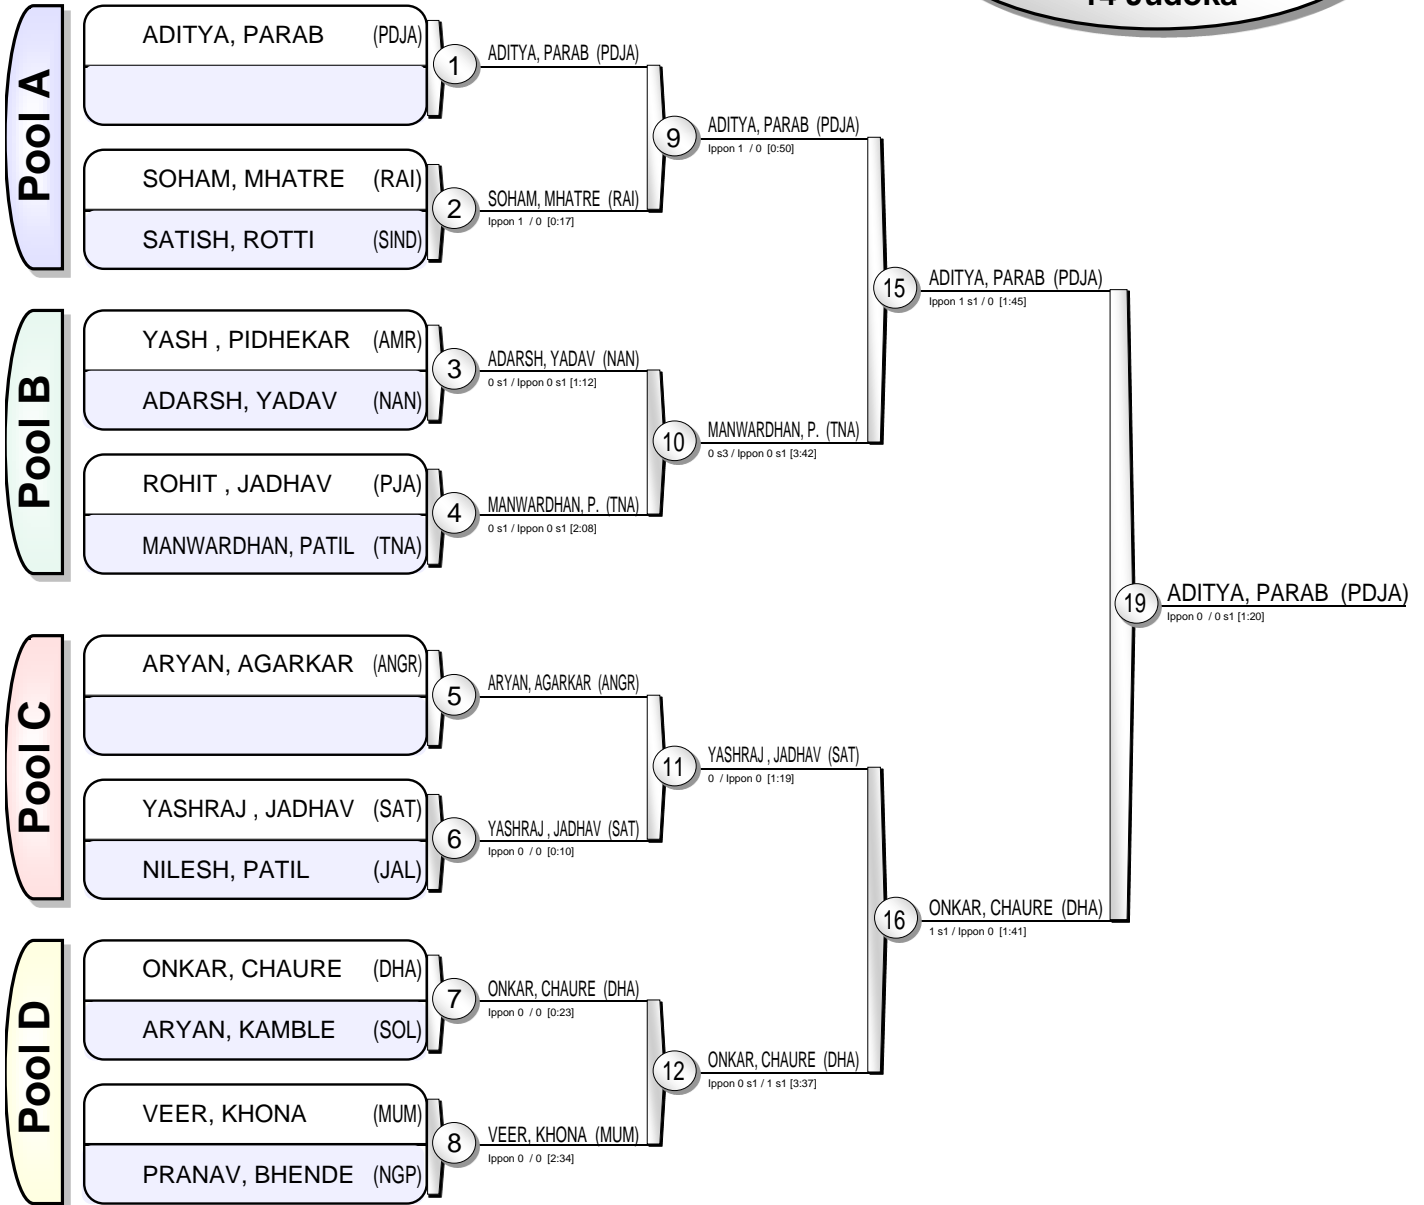 14 Judoka
Pool A
ADITYA, PARAB (PDJA)
SOHAM, MHATRE (RAI)
SATISH, ROTTI (SIND)
Pool B
YASH , PIDHEKAR (AMR)
ADARSH, YADAV (NAN)
ROHIT , JADHAV (PJA)
MANWARDHAN, PATIL (TNA)
Pool C
ARYAN, AGARKAR (ANGR)
YASHRAJ , JADHAV (SAT)
NILESH, PATIL (JAL)
Pool D
ONKAR, CHAURE (DHA)
ARYAN, KAMBLE (SOL)
VEER, KHONA (MUM)
PRANAV, BHENDE (NGP)
1
ADITYA, PARAB (PDJA)
2
SOHAM, MHATRE (RAI)
Ippon 1 / 0 [0:17]
3
ADARSH, YADAV (NAN)
0 s1 / Ippon 0 s1 [1:12]
4
MANWARDHAN, P. (TNA)
0 s1 / Ippon 0 s1 [2:08]
5
ARYAN, AGARKAR (ANGR)
6
YASHRAJ , JADHAV (SAT)
Ippon 0 / 0 [0:10]
7
ONKAR, CHAURE (DHA)
Ippon 0 / 0 [0:23]
8
VEER, KHONA (MUM)
Ippon 0 / 0 [2:34]
9
ADITYA, PARAB (PDJA)
Ippon 1 / 0 [0:50]
10
MANWARDHAN, P. (TNA)
0 s3 / Ippon 0 s1 [3:42]
11
YASHRAJ , JADHAV (SAT)
0 / Ippon 0 [1:19]
12
ONKAR, CHAURE (DHA)
Ippon 0 s1 / 1 s1 [3:37]
15
ADITYA, PARAB (PDJA)
Ippon 1 s1 / 0 [1:45]
16
ONKAR, CHAURE (DHA)
1 s1 / Ippon 0 [1:41]
19
ADITYA, PARAB (PDJA)
Ippon 0 / 0 s1 [1:20]